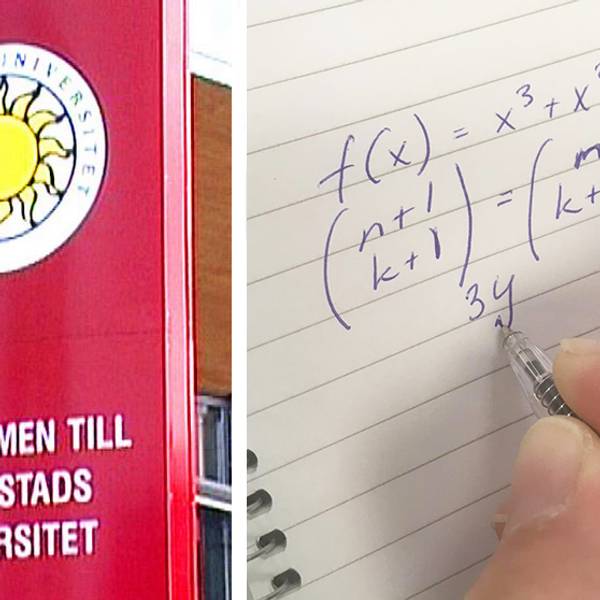 UNIVERSITET
MEN TILL
STADS
RSITET
f(x) = x³ + x
(n+1
k+1) = (n
k+
3y